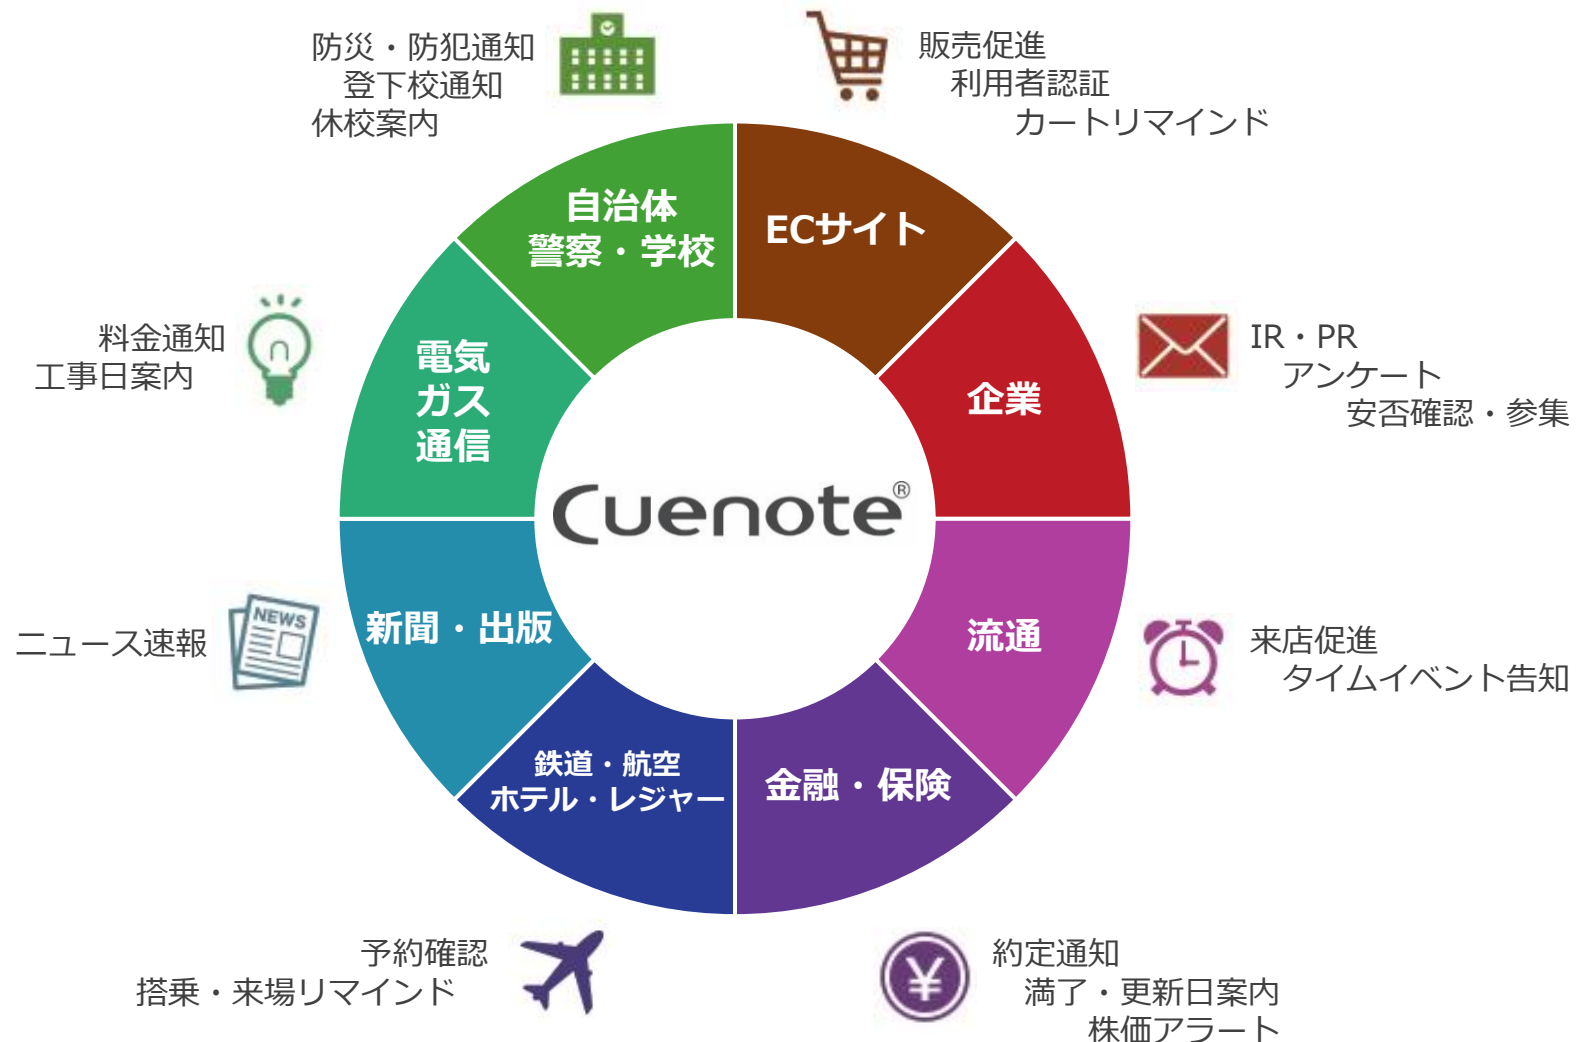 防災・防犯通知
登下校通知
休校案内
販売促進
利用者認証
カートリマインド
自治体
警察・学校
ECサイト
料金通知
工事日案内
電気
ガス
通信
企業
IR・PR
アンケート
安否確認・参集
Cuenote®
ニュース速報
NEWS
新聞・出版
流通
来店促進
タイムイベント告知
鉄道・航空
ホテル・レジャー
金融・保険
予約確認
搭乗・来場リマインド
¥
約定通知
満了・更新日案内
株価アラート